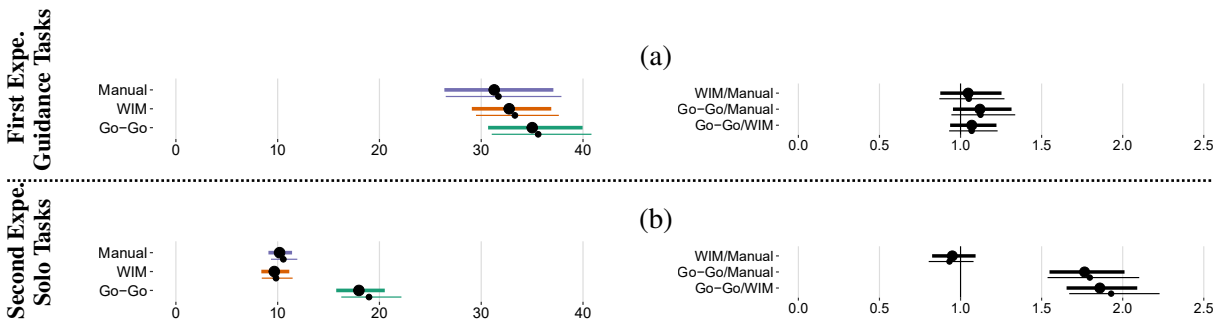 First Expe.
Guidance Tasks
(a)
Manual
WIM
Go-Go
0 10 20 30 40
WIM/Manual
Go-Go/Manual
Go-Go/WIM
0.0 0.5 1.0 1.5 2.0 2.5
Second Expe.
Solo Tasks
(b)
Manual
WIM
Go-Go
0 10 20 30 40
WIM/Manual
Go-Go/Manual
Go-Go/WIM
0.0 0.5 1.0 1.5 2.0 2.5